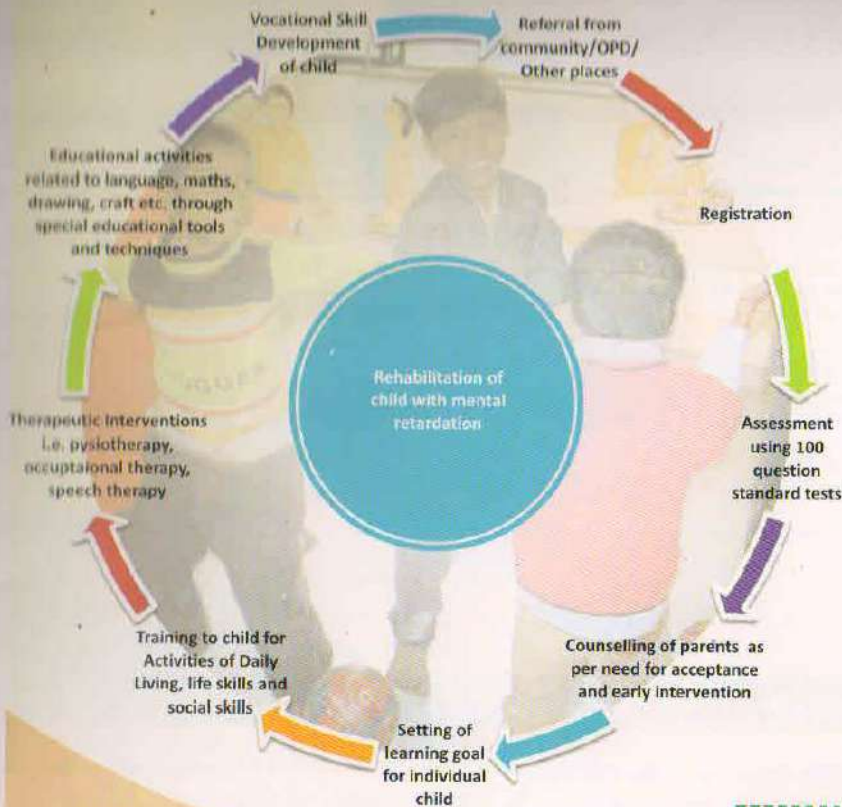 Rehabilitation of
child with mental
retardation
Referral from
community/OPD/
Other places
Registration
Assessment
using 100
question
standard tests
Counselling of parents as
per need for acceptance
and early intervention
Setting of
learning goal
for individual
child
Training to child for
Activities of Daily
Living, life skills and
social skills
Therapeutic Interventions
i.e. pysiotherapy,
occuptaional therapy,
speech therapy
Educational activities
related to language, maths,
drawing, craft etc. through
special educational tools
and techniques
Vocational Skill
Development
of child